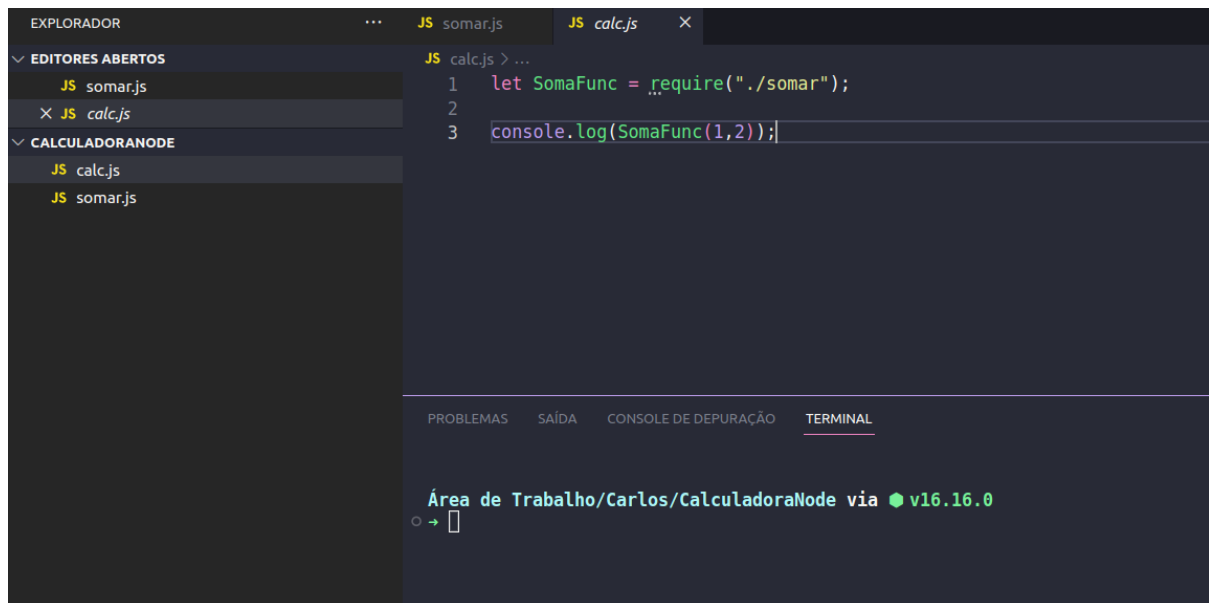 EXPLORADOR ···
EDITORES ABERTOS
JS somar.js
JS calc.js
CALCULADORANODE
JS calc.js
JS somar.js
JS somar.js JS calc.js
JS calc.js > ...
1 let SomaFunc = require("./somar");
2
3 console.log(SomaFunc(1,2));
PROBLEMAS SAÍDA CONSOLE DE DEPURAÇÃO TERMINAL
Área de Trabalho/Carlos/CalculadoraNode via ⬢ v16.16.0
➜